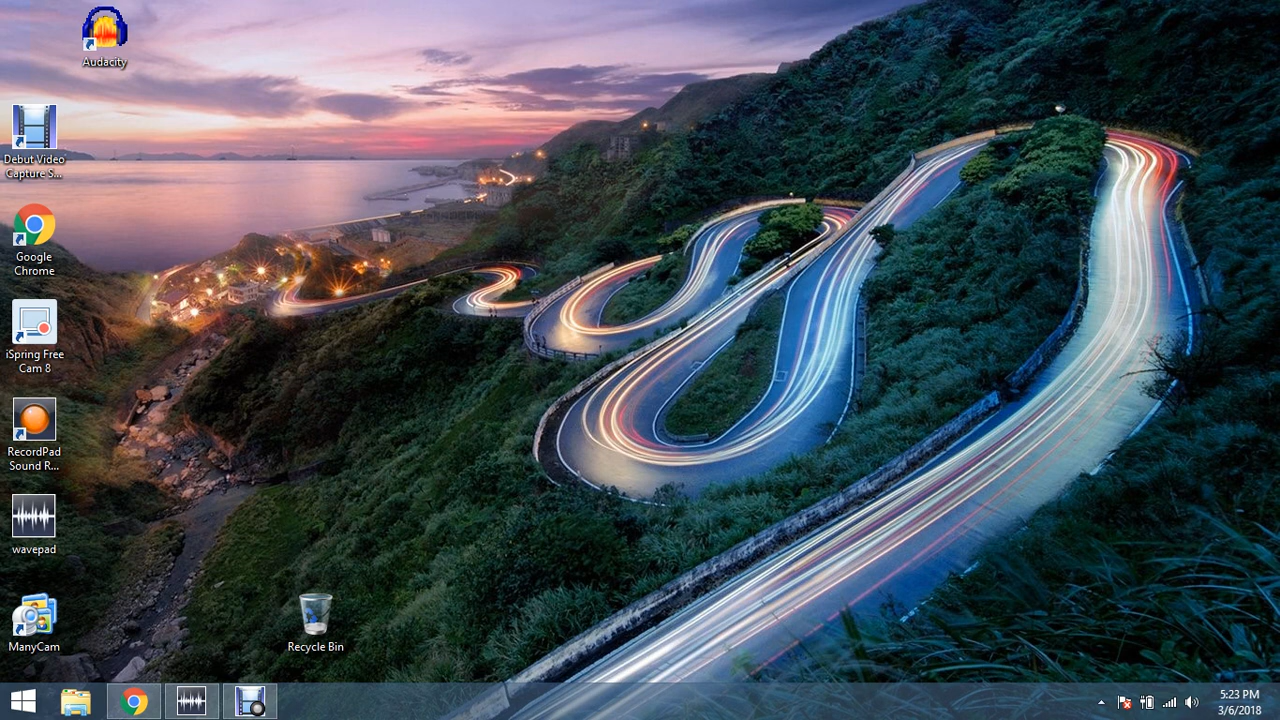 Audacity
Debut Video
Capture S...
Google
Chrome
iSpring Free
Cam 8
RecordPad
Sound R...
wavepad
ManyCam
Recycle Bin
5:23 PM
3/6/2018